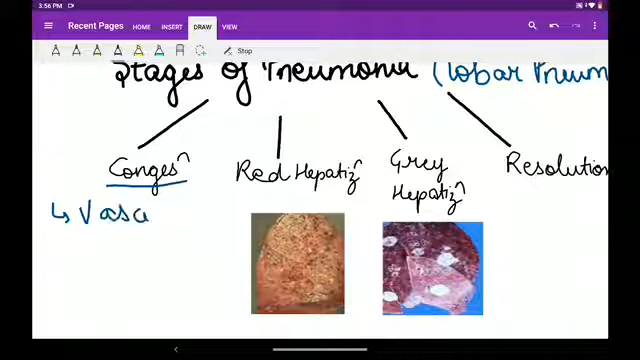 3:56 PM
Recent Pages HOME INSERT DRAW VIEW
Stop
Stages of Pneumonia (lobar Pneum
Conges^n Red Hepatiz^n Grey Hepatiz^n Resolution
↳ Vasc